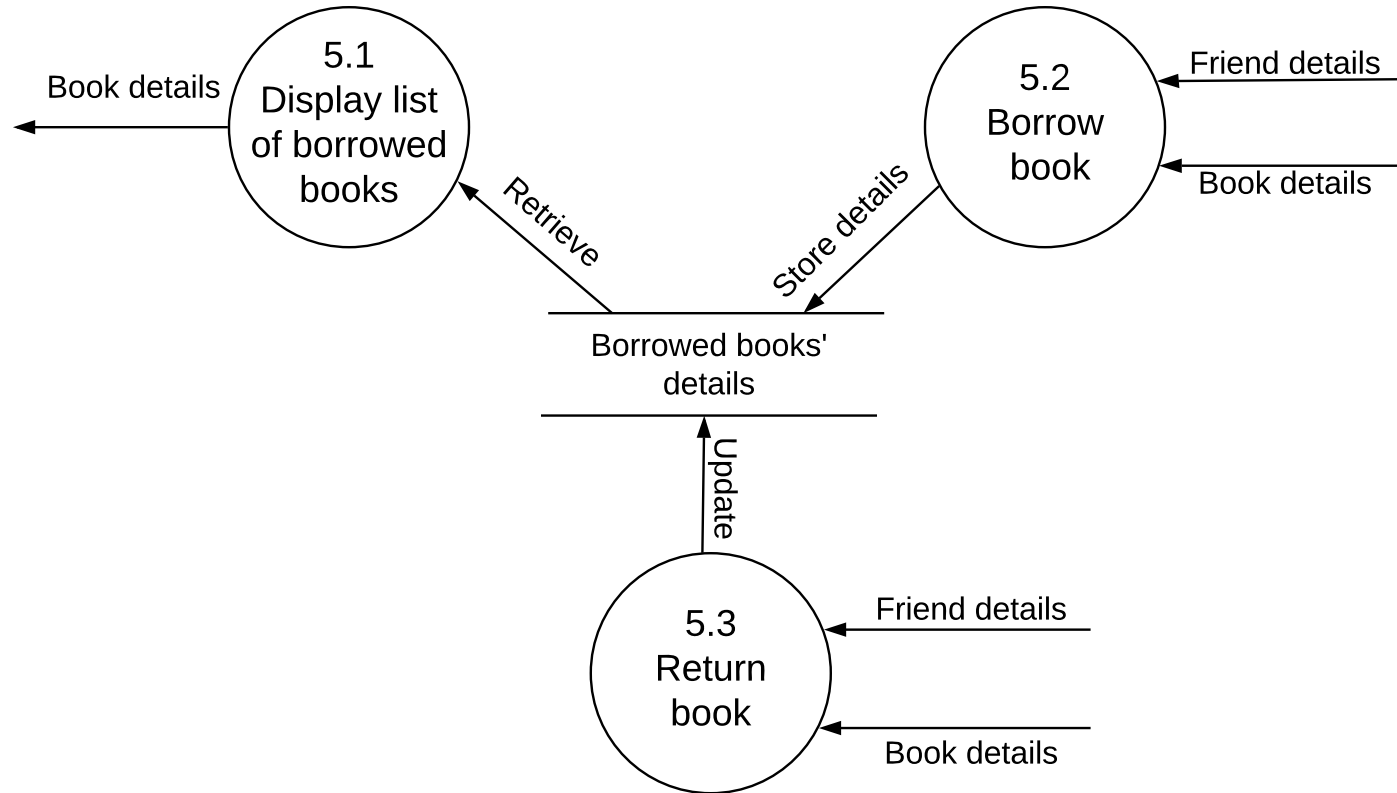 Book details
5.1
Display list
of borrowed
books
5.2
Borrow
book
Friend details
Book details
Retrieve
Store details
Borrowed books'
details
Update
5.3
Return
book
Friend details
Book details